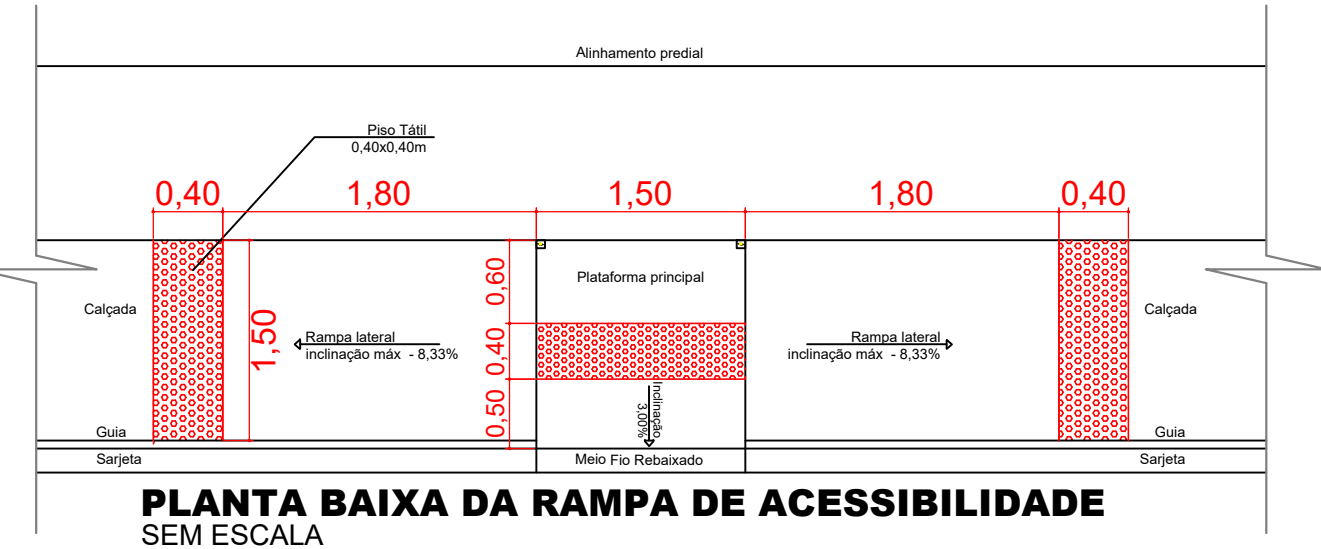 Alinhamento predial
Piso Tátil
0,40x0,40m
0,40
1,80
1,50
1,80
0,40
Plataforma principal
0,60
Calçada
Calçada
1,50
Rampa lateral
inclinação máx - 8,33%
0,40
Rampa lateral
inclinação máx - 8,33%
0,50
Inclinação
3,00%
Guia
Guia
Sarjeta
Meio Fio Rebaixado
Sarjeta
PLANTA BAIXA DA RAMPA DE ACESSIBILIDADE
SEM ESCALA